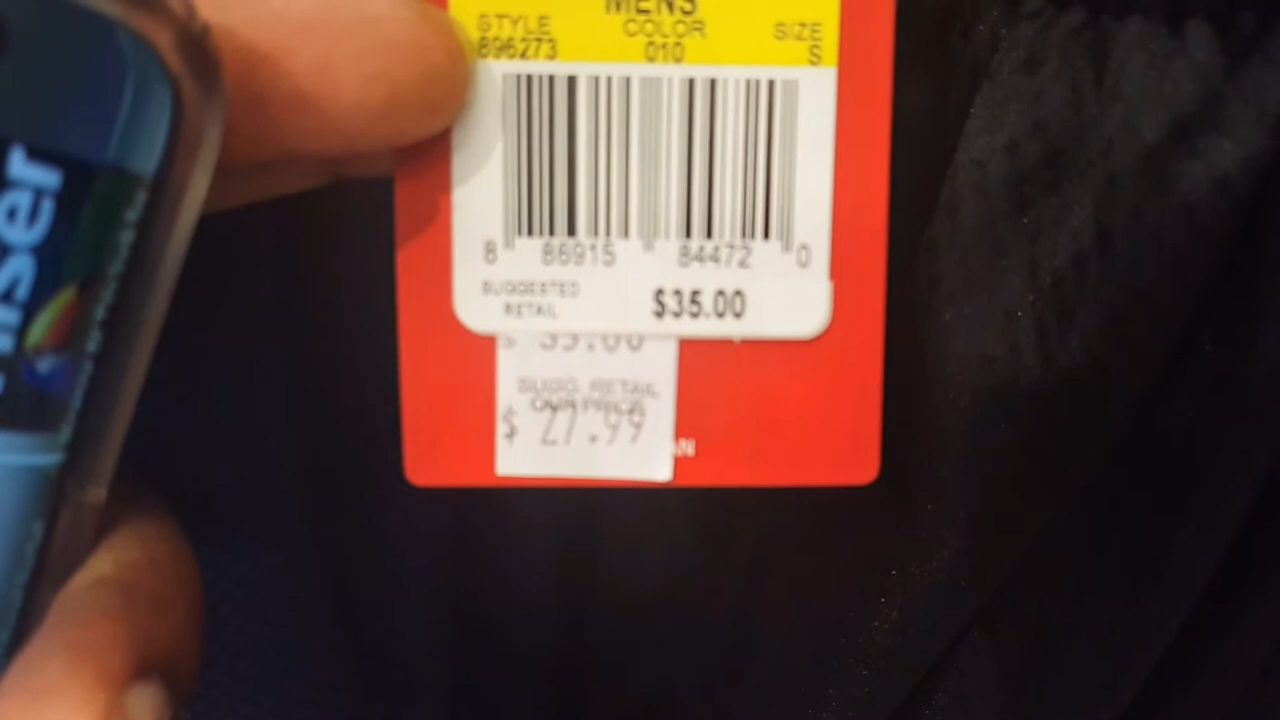 MENS
STYLE COLOR SIZE
896273 010 S
8 86915 84472 0
SUGGESTED
RETAIL $35.00
SUGG. RETAIL
OUR PRICE
$ 27.99